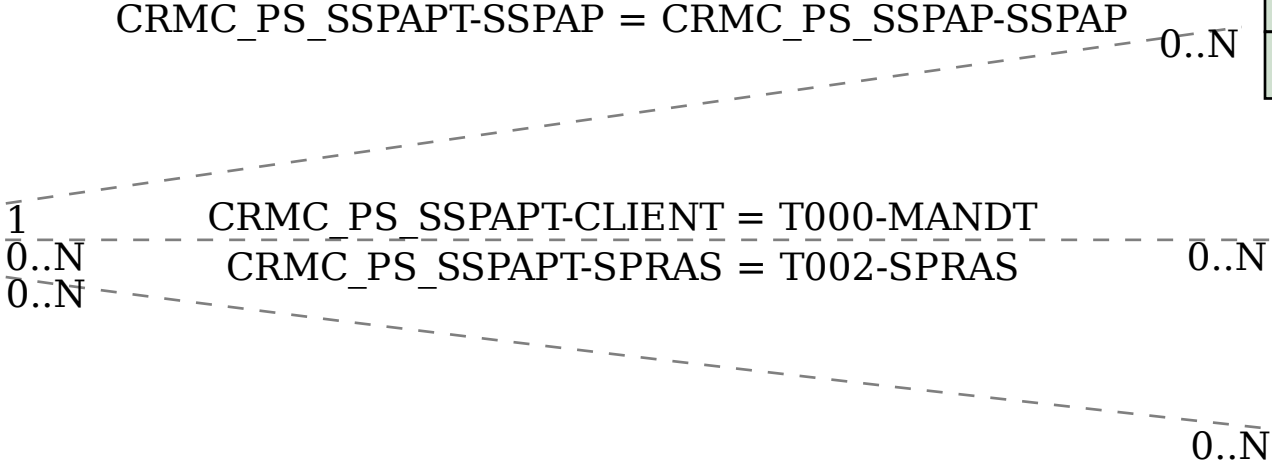 CRMC_PS_SSPAPT-SSPAP = CRMC_PS_SSPAP-SSPAP
0..N
1
CRMC_PS_SSPAPT-CLIENT = T000-MANDT
0..N
0..N
CRMC_PS_SSPAPT-SPRAS = T002-SPRAS
0..N
0..N